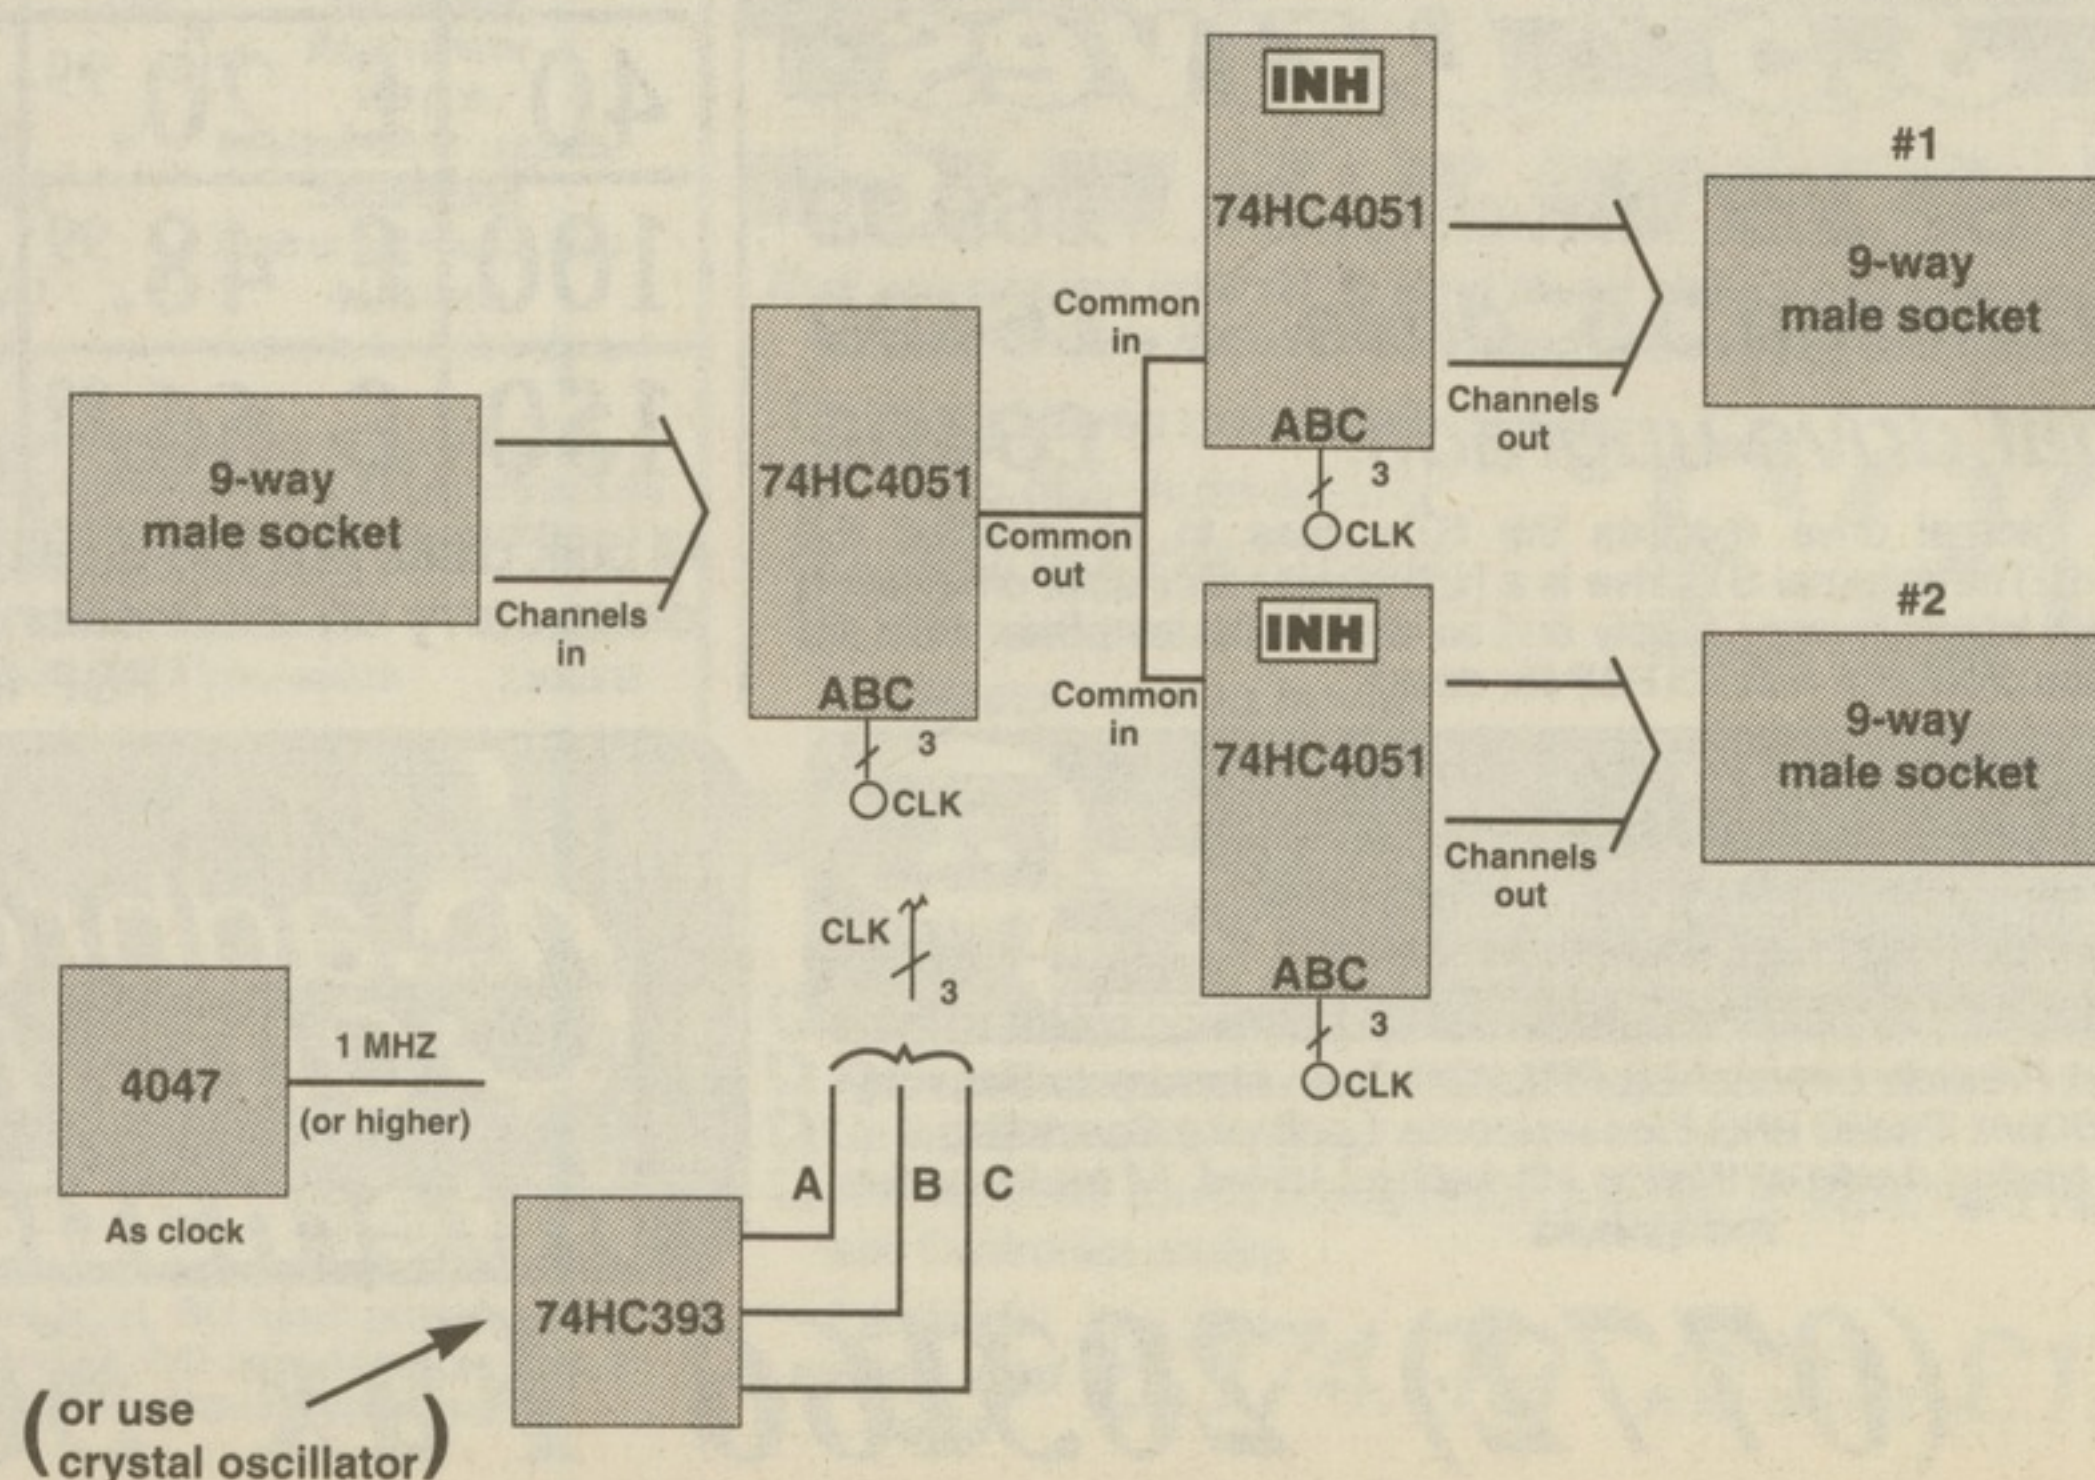 INH
74HC4051
ABC
3
CLK
#1
9-way
male socket
Common
in
Channels
out
9-way
male socket
Channels
in
74HC4051
ABC
3
CLK
Common
out
Common
in
INH
74HC4051
ABC
3
CLK
#2
9-way
male socket
Channels
out
4047
As clock
1 MHZ
(or higher)
CLK
3
A B C
74HC393
(or use
crystal oscillator)